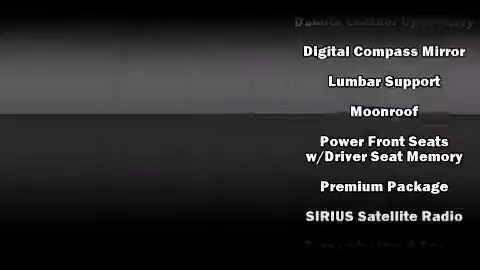 Digital Compass Mirror
Lumbar Support
Moonroof
Power Front Seats
w/Driver Seat Memory
Premium Package
SIRIUS Satellite Radio